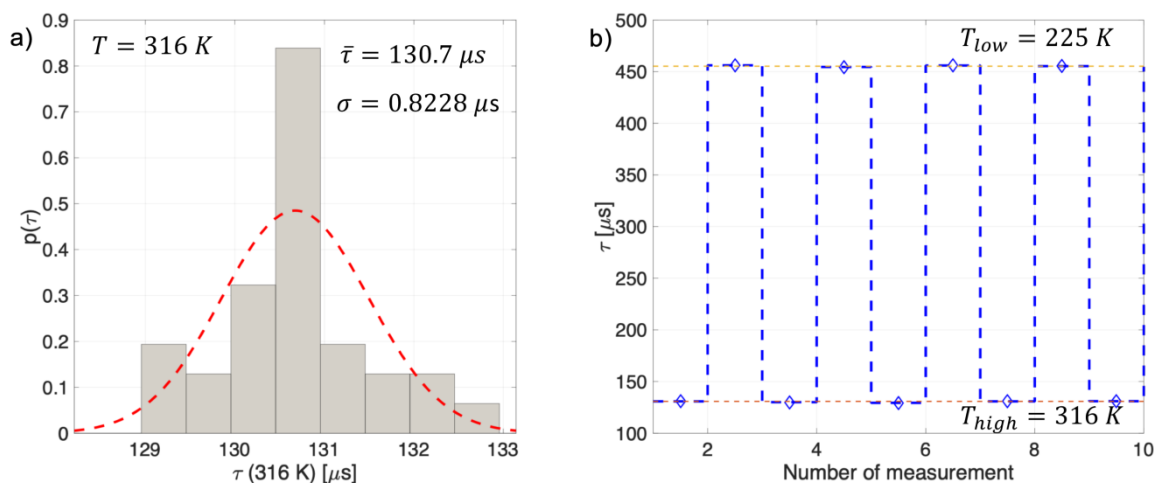 a)
T = 316 K
τ̄ = 130.7 μs
σ = 0.8228 μs
p(τ)
0.9
0.8
0.7
0.6
0.5
0.4
0.3
0.2
0.1
0
129
130
131
132
133
τ (316 K) [μs]
b)
T_low = 225 K
T_high = 316 K
τ [μs]
500
450
400
350
300
250
200
150
100
2
4
6
8
10
Number of measurement